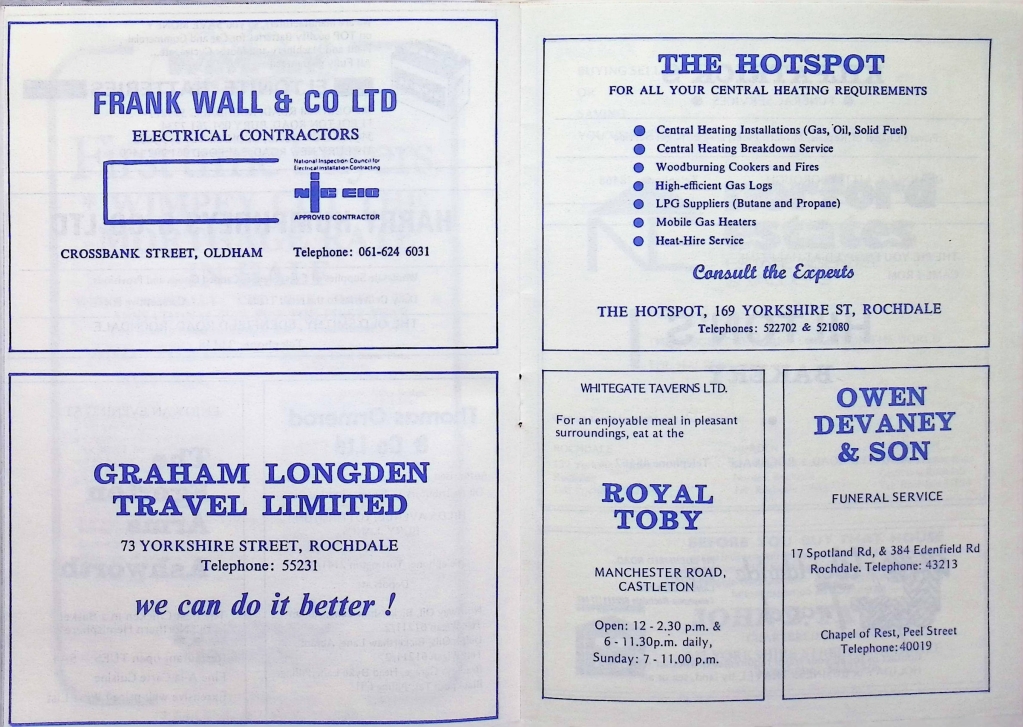 FRANK WALL & CO LTD
ELECTRICAL CONTRACTORS
National Inspection Council for
Electrical Installation Contracting
NIC EIC
APPROVED CONTRACTOR
CROSSBANK STREET, OLDHAM Telephone: 061-624 6031
GRAHAM LONGDEN
TRAVEL LIMITED
73 YORKSHIRE STREET, ROCHDALE
Telephone: 55231
we can do it better !
THE HOTSPOT
FOR ALL YOUR CENTRAL HEATING REQUIREMENTS
Central Heating Installations (Gas, Oil, Solid Fuel)
Central Heating Breakdown Service
Woodburning Cookers and Fires
High-efficient Gas Logs
LPG Suppliers (Butane and Propane)
Mobile Gas Heaters
Heat-Hire Service
Consult the Experts
THE HOTSPOT, 169 YORKSHIRE ST, ROCHDALE
Telephones: 522702 & 521080
WHITEGATE TAVERNS LTD.
For an enjoyable meal in pleasant
surroundings, eat at the
ROYAL
TOBY
MANCHESTER ROAD,
CASTLETON
Open: 12 - 2.30 p.m. &
6 - 11.30p.m. daily,
Sunday: 7 - 11.00 p.m.
OWEN
DEVANEY
& SON
FUNERAL SERVICE
17 Spotland Rd, & 384 Edenfield Rd
Rochdale. Telephone: 43213
Chapel of Rest, Peel Street
Telephone: 40019